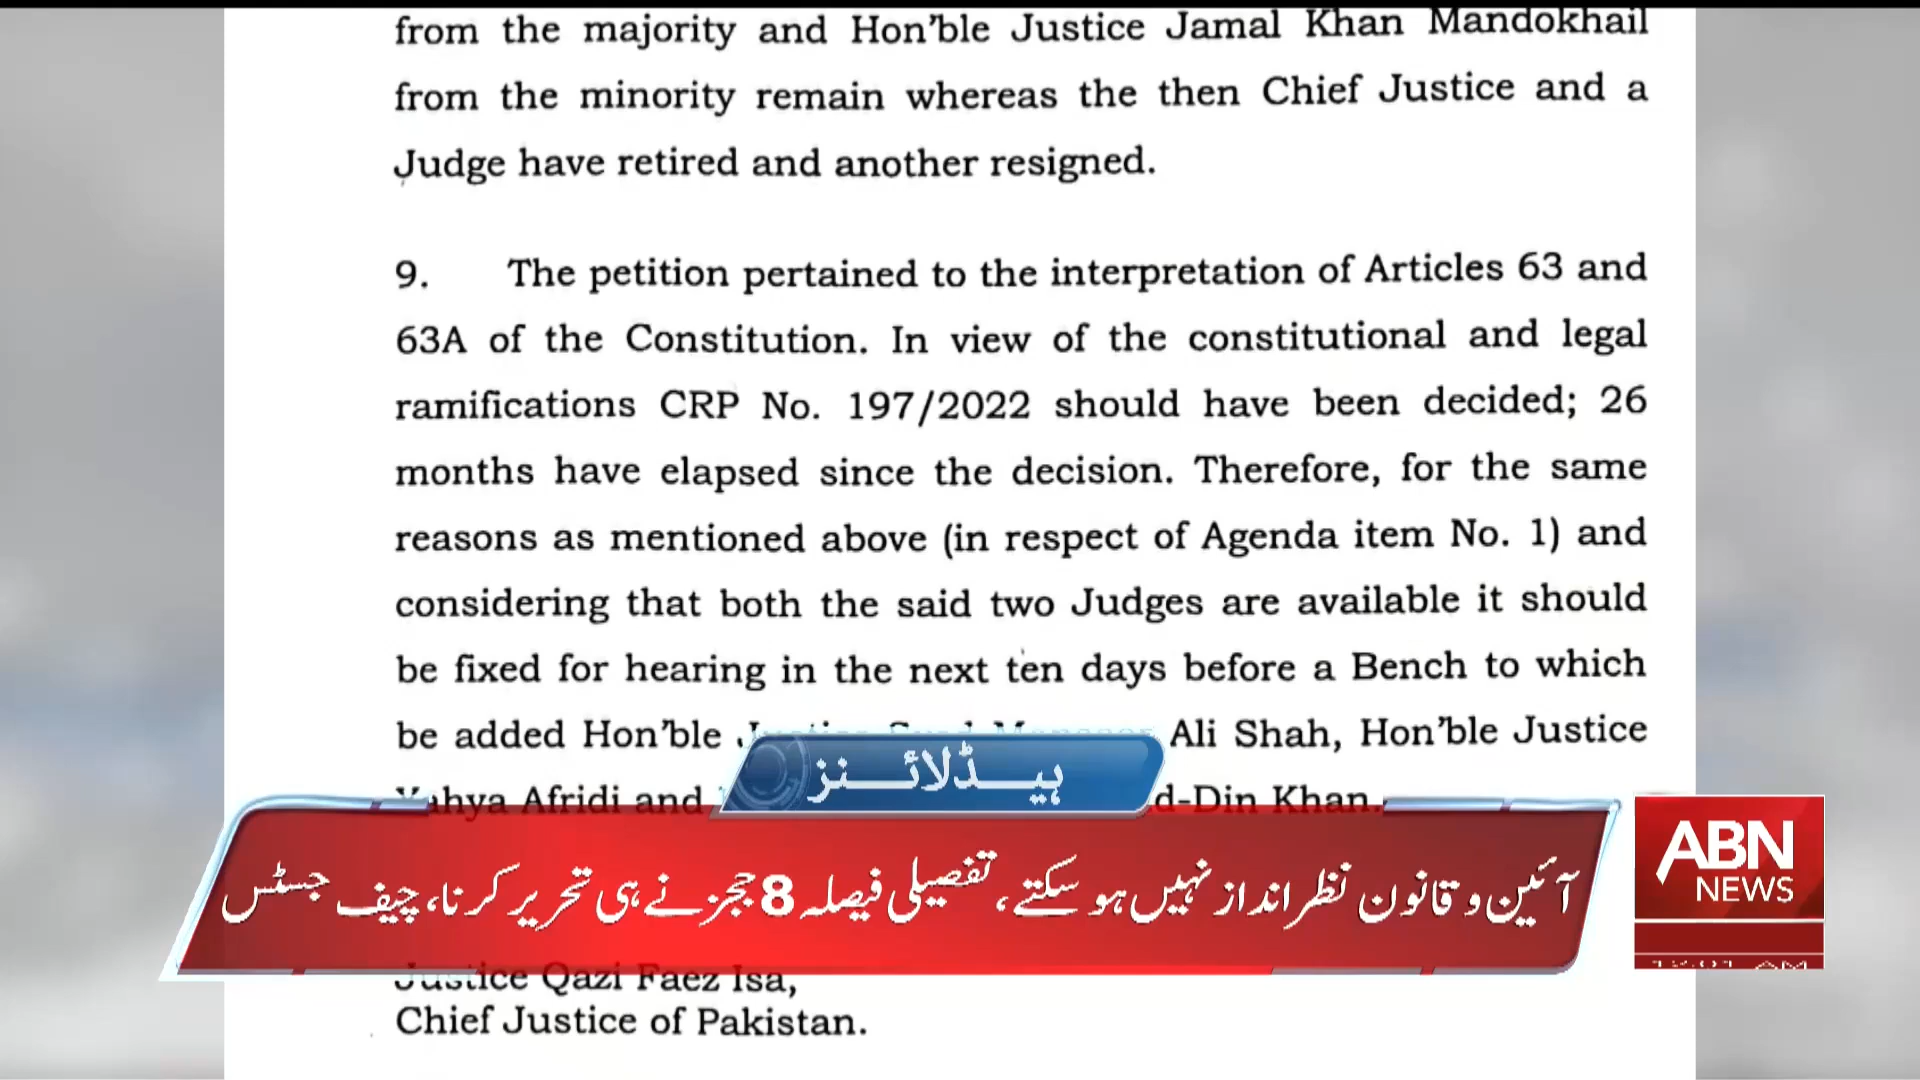 from the majority and Hon’ble Justice Jamal Khan Mandokhail
from the minority remain whereas the then Chief Justice and a
Judge have retired and another resigned.
9. The petition pertained to the interpretation of Articles 63 and
63A of the Constitution. In view of the constitutional and legal
ramifications CRP No. 197/2022 should have been decided; 26
months have elapsed since the decision. Therefore, for the same
reasons as mentioned above (in respect of Agenda item No. 1) and
considering that both the said two Judges are available it should
be fixed for hearing in the next ten days before a Bench to which
be added Hon’ble Ali Shah, Hon’ble Justice
Yahya Afridi and d-Din Khan.
ہیڈلائنز
آئین و قانون نظر انداز نہیں ہو سکتے، تفصیلی فیصلہ 8 ججز نے ہی تحریر کرنا، چیف جسٹس
ABN
NEWS
Justice Qazi Faez Isa,
Chief Justice of Pakistan.